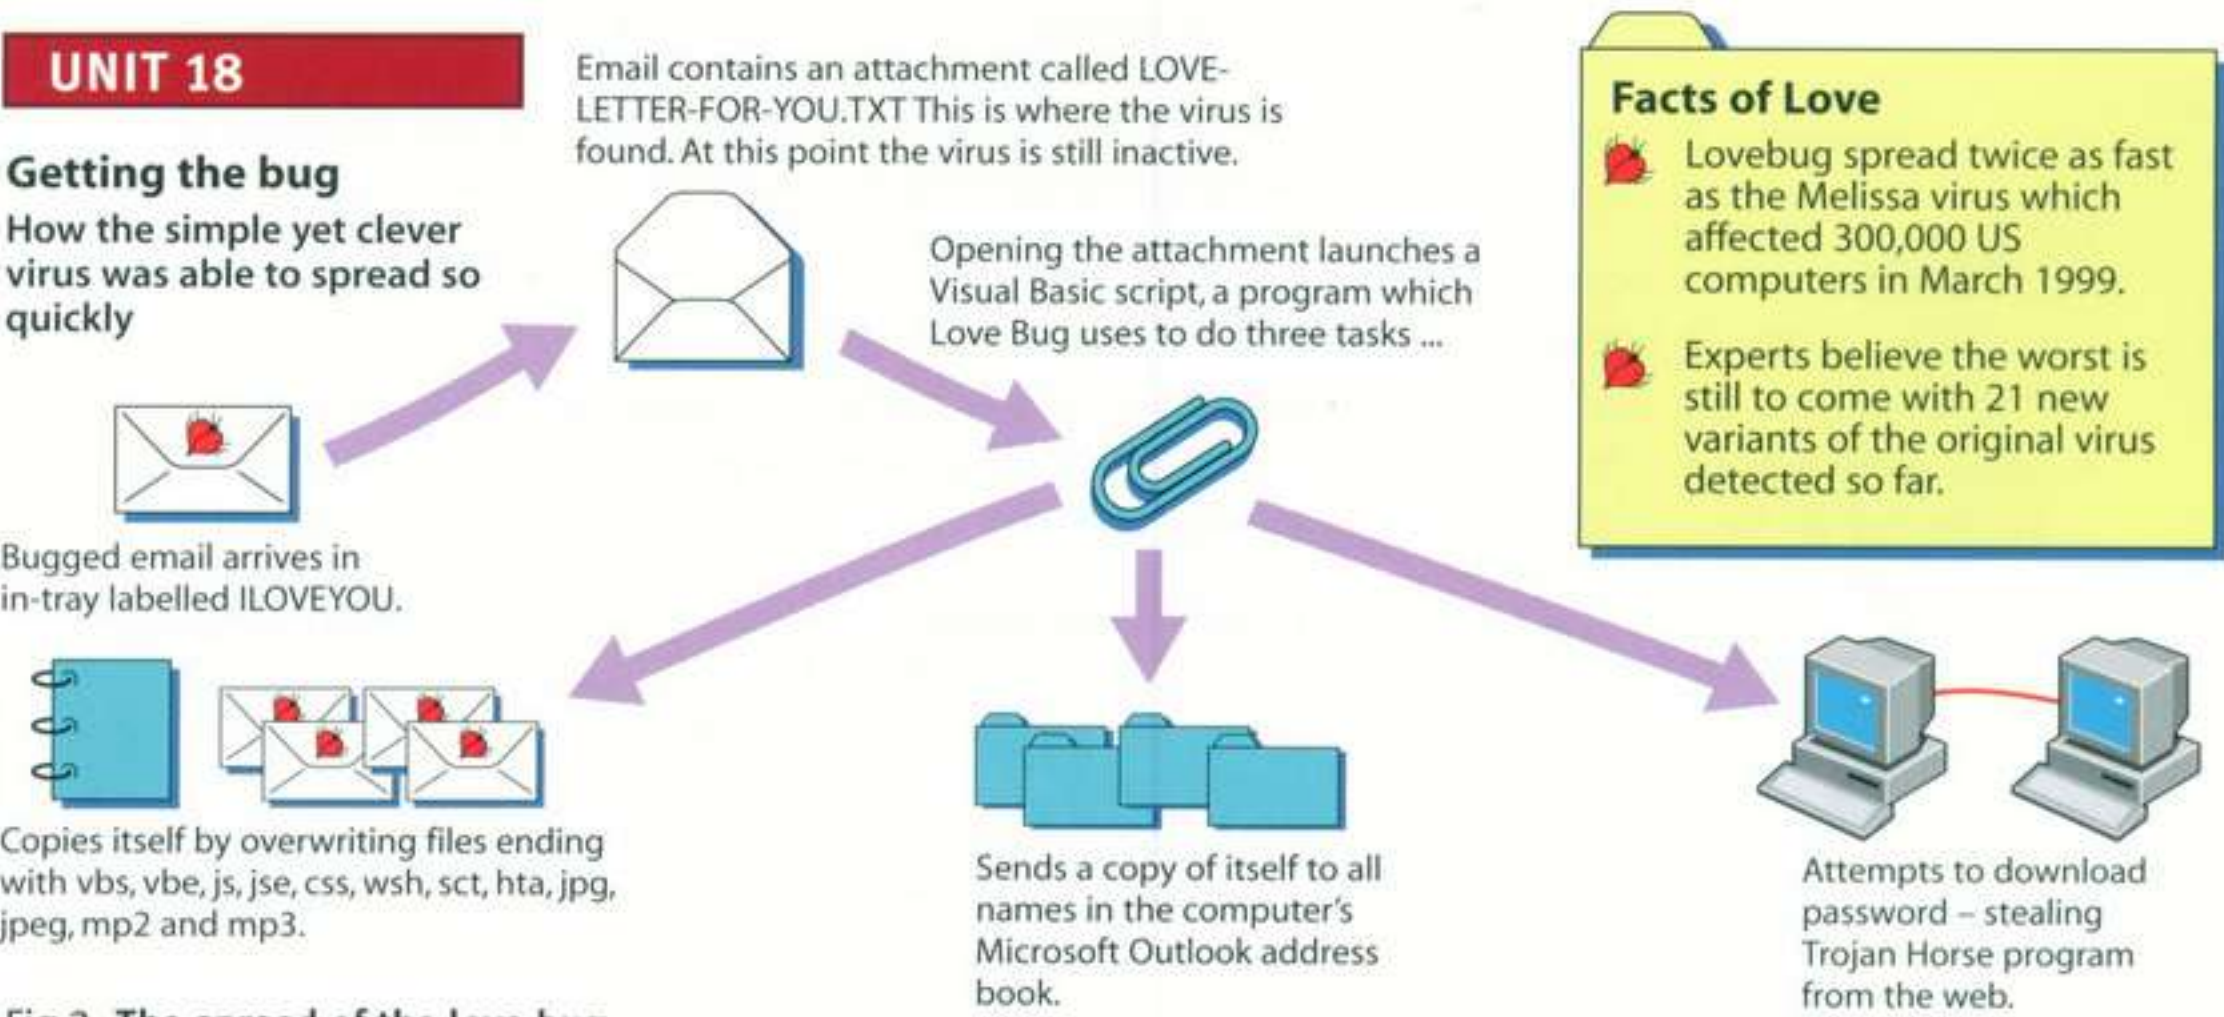 UNIT 18
Getting the bug
How the simple yet clever
virus was able to spread so
quickly
Email contains an attachment called LOVE-
LETTER-FOR-YOU.TXT This is where the virus is
found. At this point the virus is still inactive.
Opening the attachment launches a
Visual Basic script, a program which
Love Bug uses to do three tasks ...
Facts of Love
Lovebug spread twice as fast
as the Melissa virus which
affected 300,000 US
computers in March 1999.
Experts believe the worst is
still to come with 21 new
variants of the original virus
detected so far.
Bugged email arrives in
in-tray labelled ILOVEYOU.
Copies itself by overwriting files ending
with vbs, vbe, js, jse, css, wsh, sct, hta, jpg,
jpeg, mp2 and mp3.
Sends a copy of itself to all
names in the computer's
Microsoft Outlook address
book.
Attempts to download
password – stealing
Trojan Horse program
from the web.
The spread of the love bug